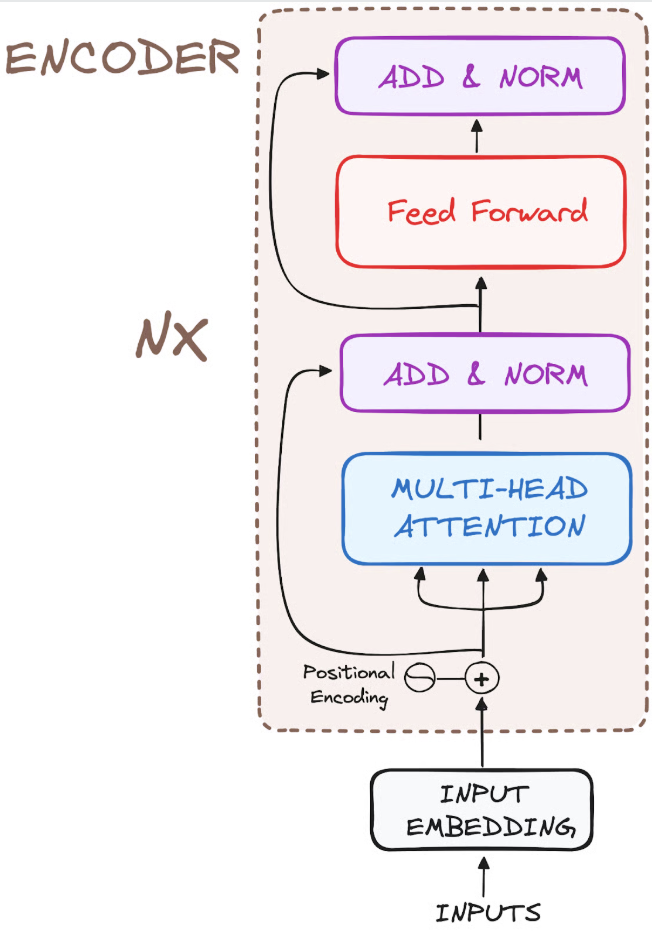 ENCODER
ADD & NORM
Feed Forward
NX
ADD & NORM
MULTI-HEAD
ATTENTION
Positional
Encoding
+
INPUT
EMBEDDING
INPUTS